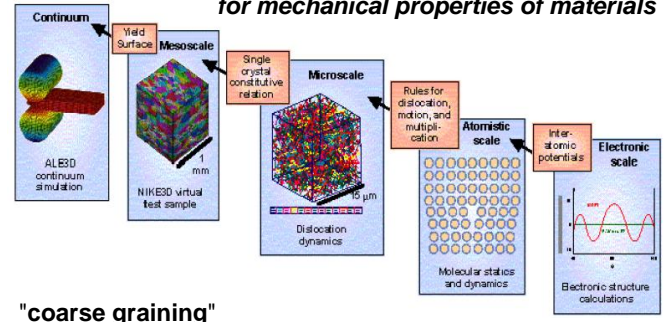 for mechanical properties of materials
Continuum
Yield
Surface
Mesoscale
Single
crystal
constitutive
relation
Microscale
Rules for
dislocation,
motion, and
multipli-
cation
Atomistic
scale
Inter-
atomic
potentials
Electronic
scale
ALE3D
continuum
simulation
1
mm
NIKE3D virtual
test sample
15 μm
Dislocation
dynamics
Molecular statics
and dynamics
Electronic structure
calculations
"coarse graining"